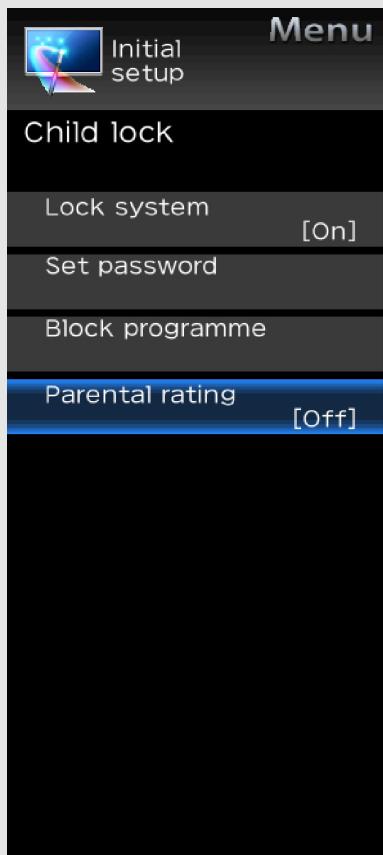 Menu
Initial
setup
Child lock
Lock system
[On]
Set password
Block programme
Parental rating
[Off]